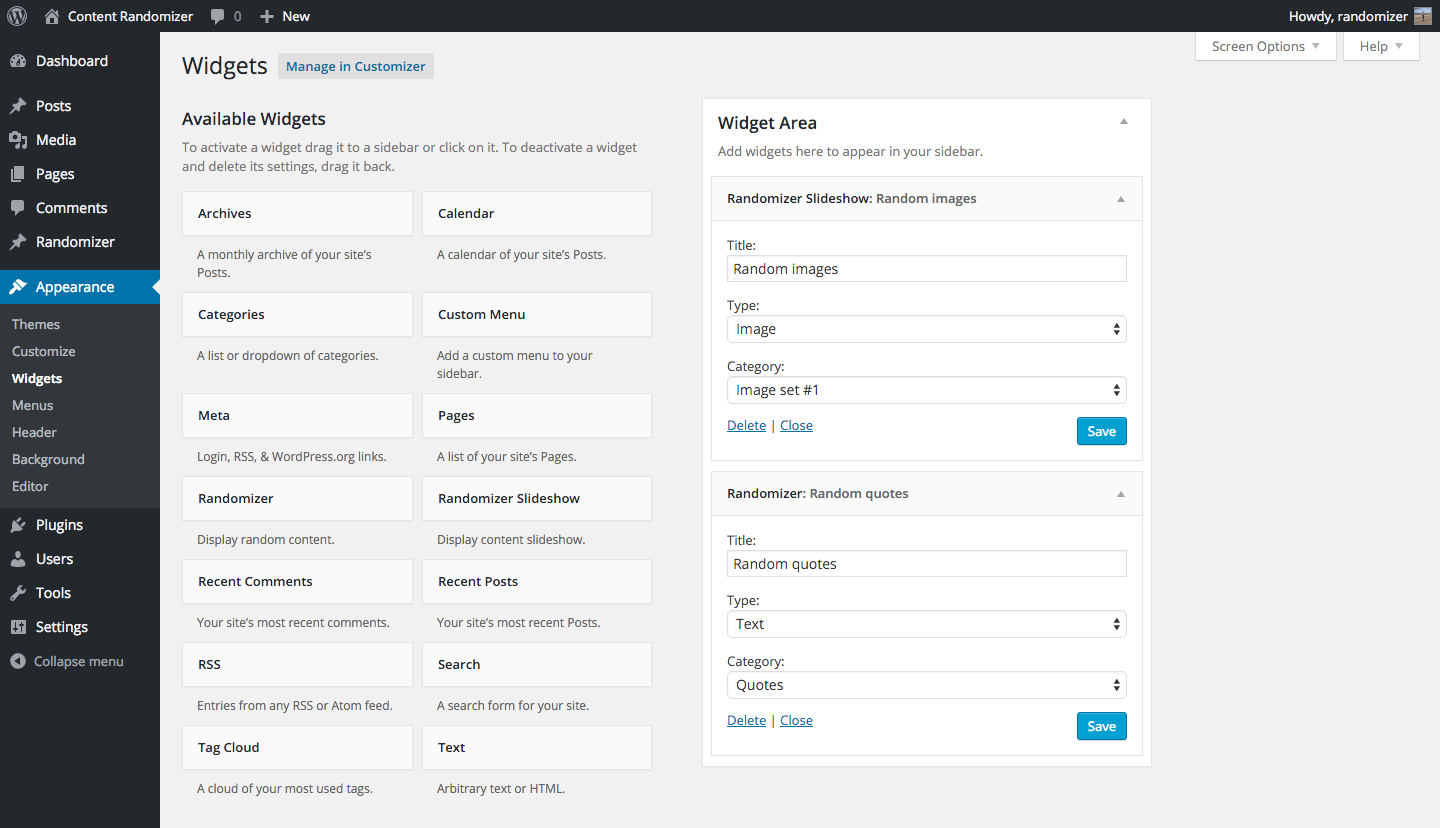 Content Randomizer 0 New Howdy, randomizer
Screen Options Help
Dashboard
Posts
Media
Pages
Comments
Randomizer
Appearance
Themes
Customize
Widgets
Menus
Header
Background
Editor
Plugins
Users
Tools
Settings
Collapse menu
Widgets Manage in Customizer
Available Widgets
To activate a widget drag it to a sidebar or click on it. To deactivate a widget
and delete its settings, drag it back.
Archives
A monthly archive of your site's
Posts.
Calendar
A calendar of your site's Posts.
Categories
A list or dropdown of categories.
Custom Menu
Add a custom menu to your
sidebar.
Meta
Login, RSS, & WordPress.org links.
Pages
A list of your site's Pages.
Randomizer
Display random content.
Randomizer Slideshow
Display content slideshow.
Recent Comments
Your site's most recent comments.
Recent Posts
Your site's most recent Posts.
RSS
Entries from any RSS or Atom feed.
Search
A search form for your site.
Tag Cloud
A cloud of your most used tags.
Text
Arbitrary text or HTML.
Widget Area
Add widgets here to appear in your sidebar.
Randomizer Slideshow: Random images
Title:
Random images
Type:
Image
Category:
Image set #1
Delete | Close Save
Randomizer: Random quotes
Title:
Random quotes
Type:
Text
Category:
Quotes
Delete | Close Save